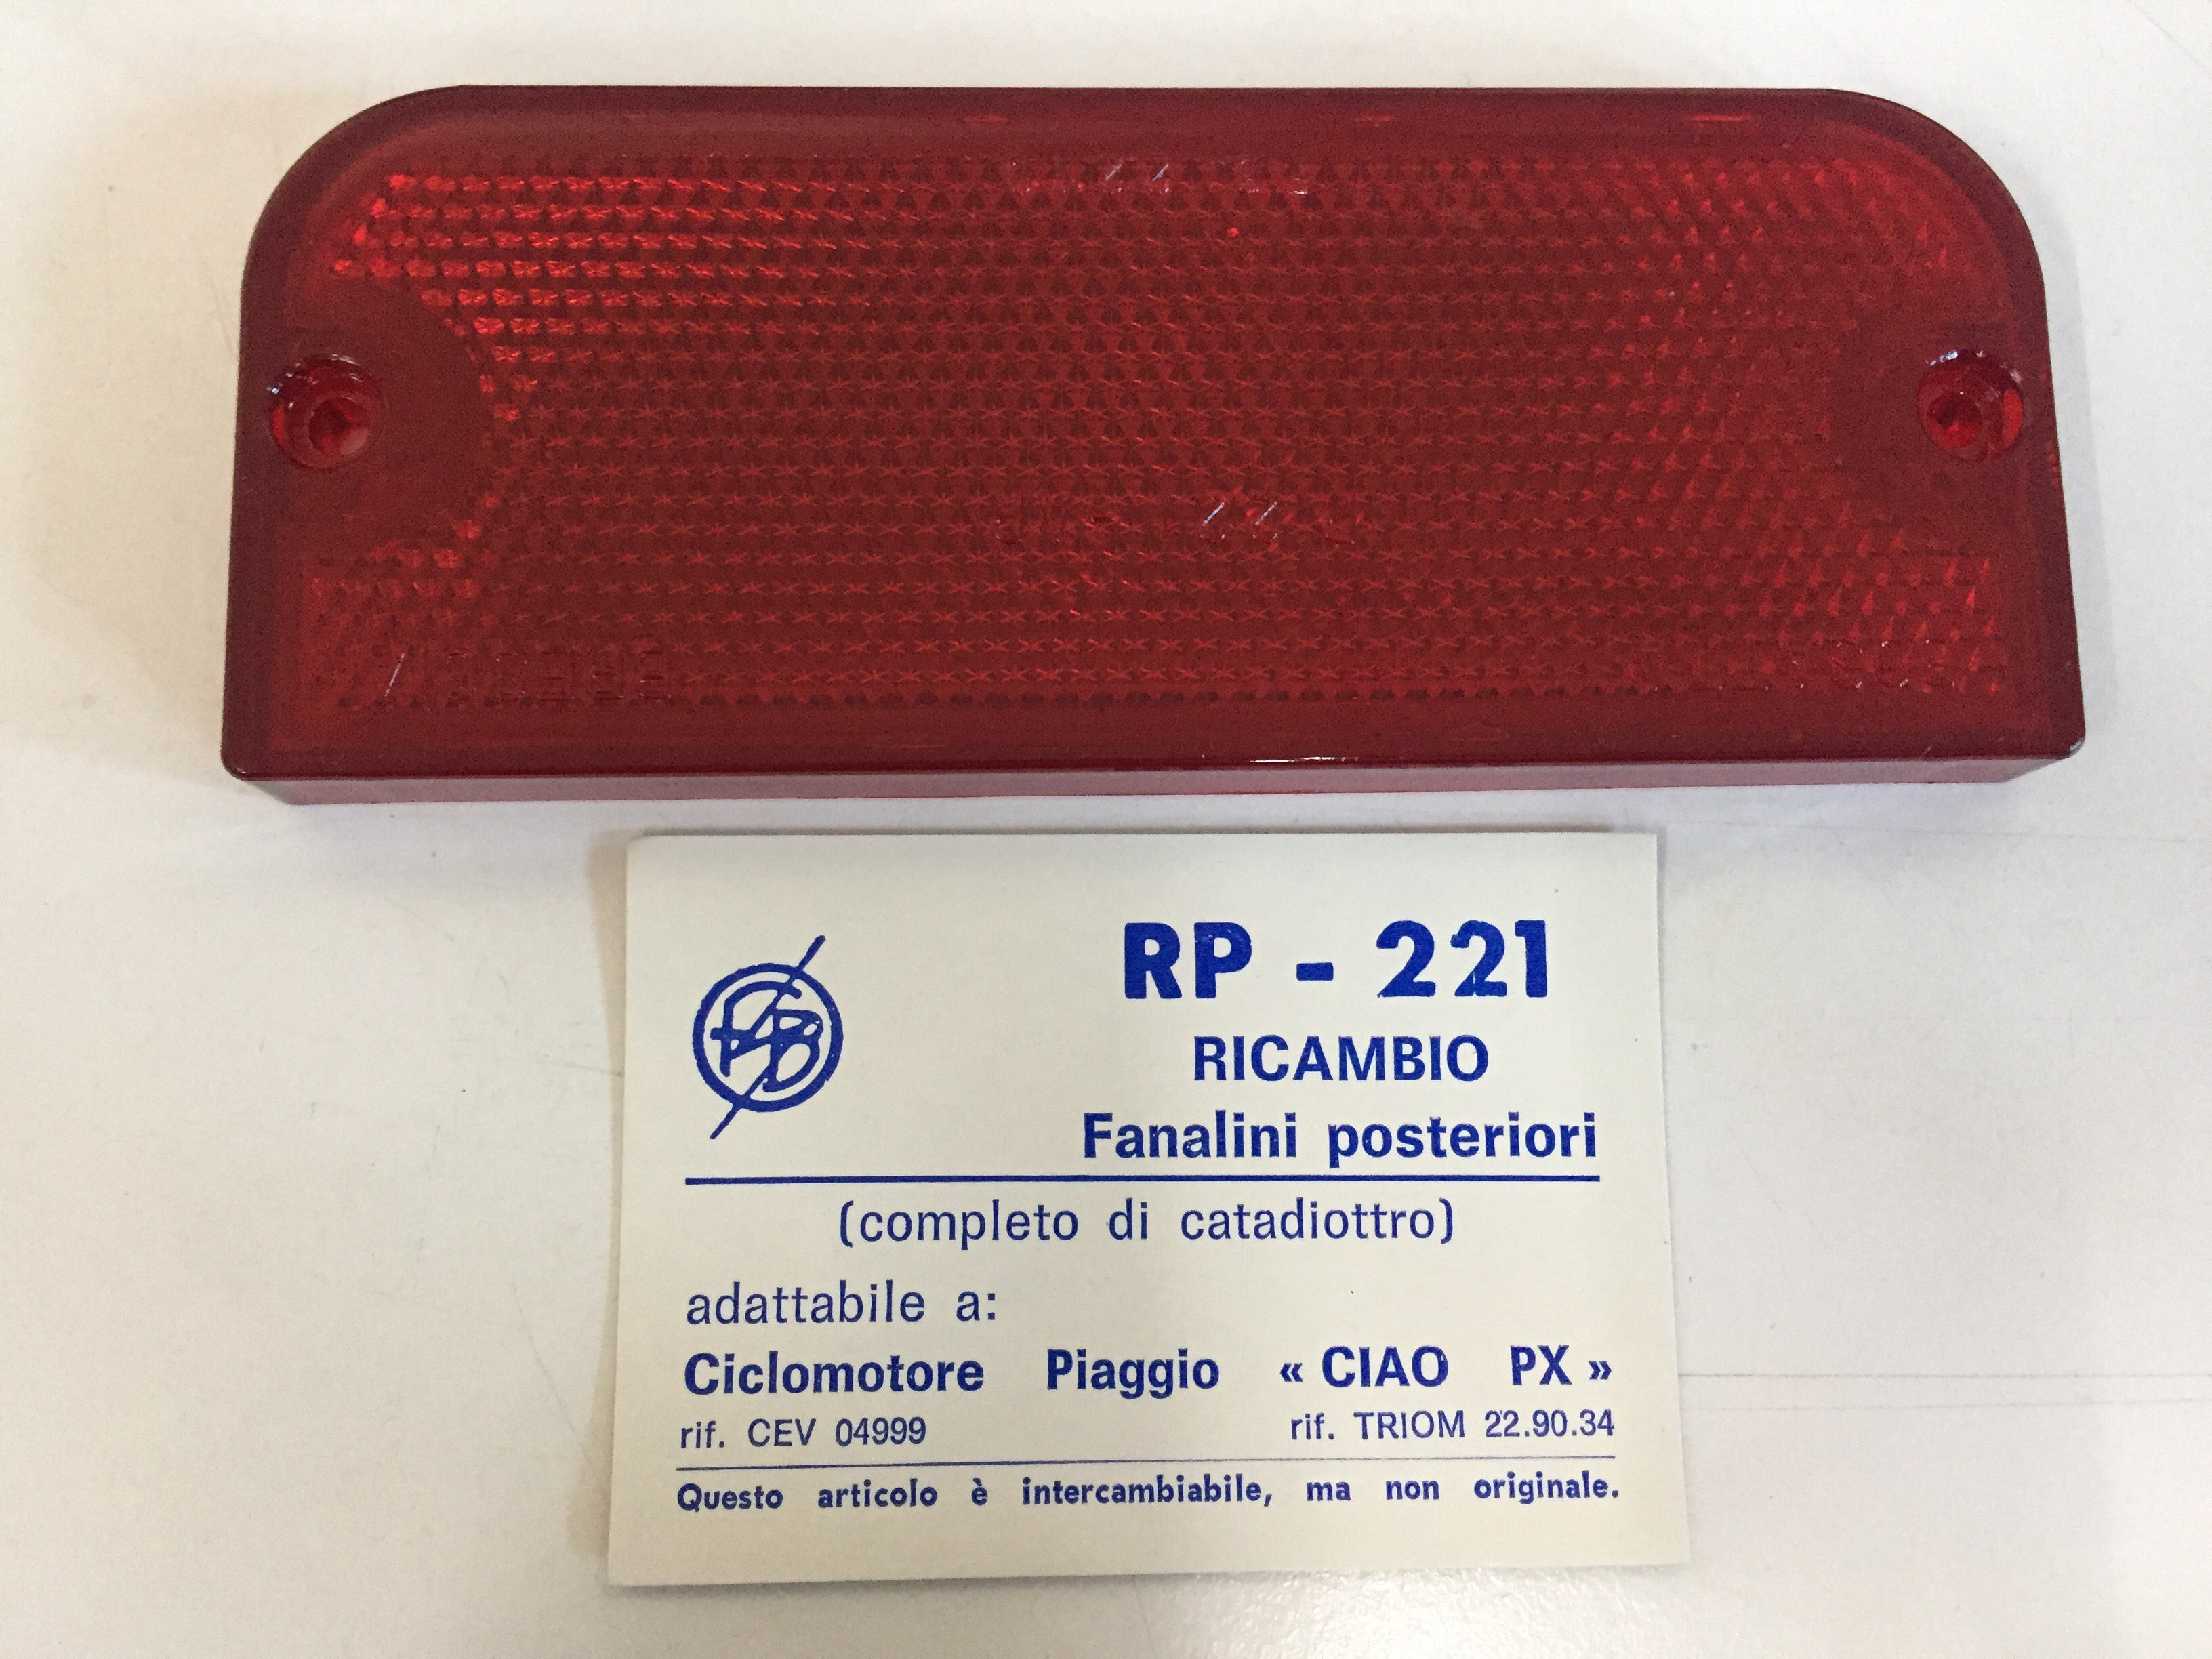 RP - 221
RICAMBIO
Fanalini posteriori
(completo di catadiottro)
adattabile a:
Ciclomotore Piaggio « CIAO PX »
rif. CEV 04999 rif. TRIOM 22.90.34
Questo articolo è intercambiabile, ma non originale.